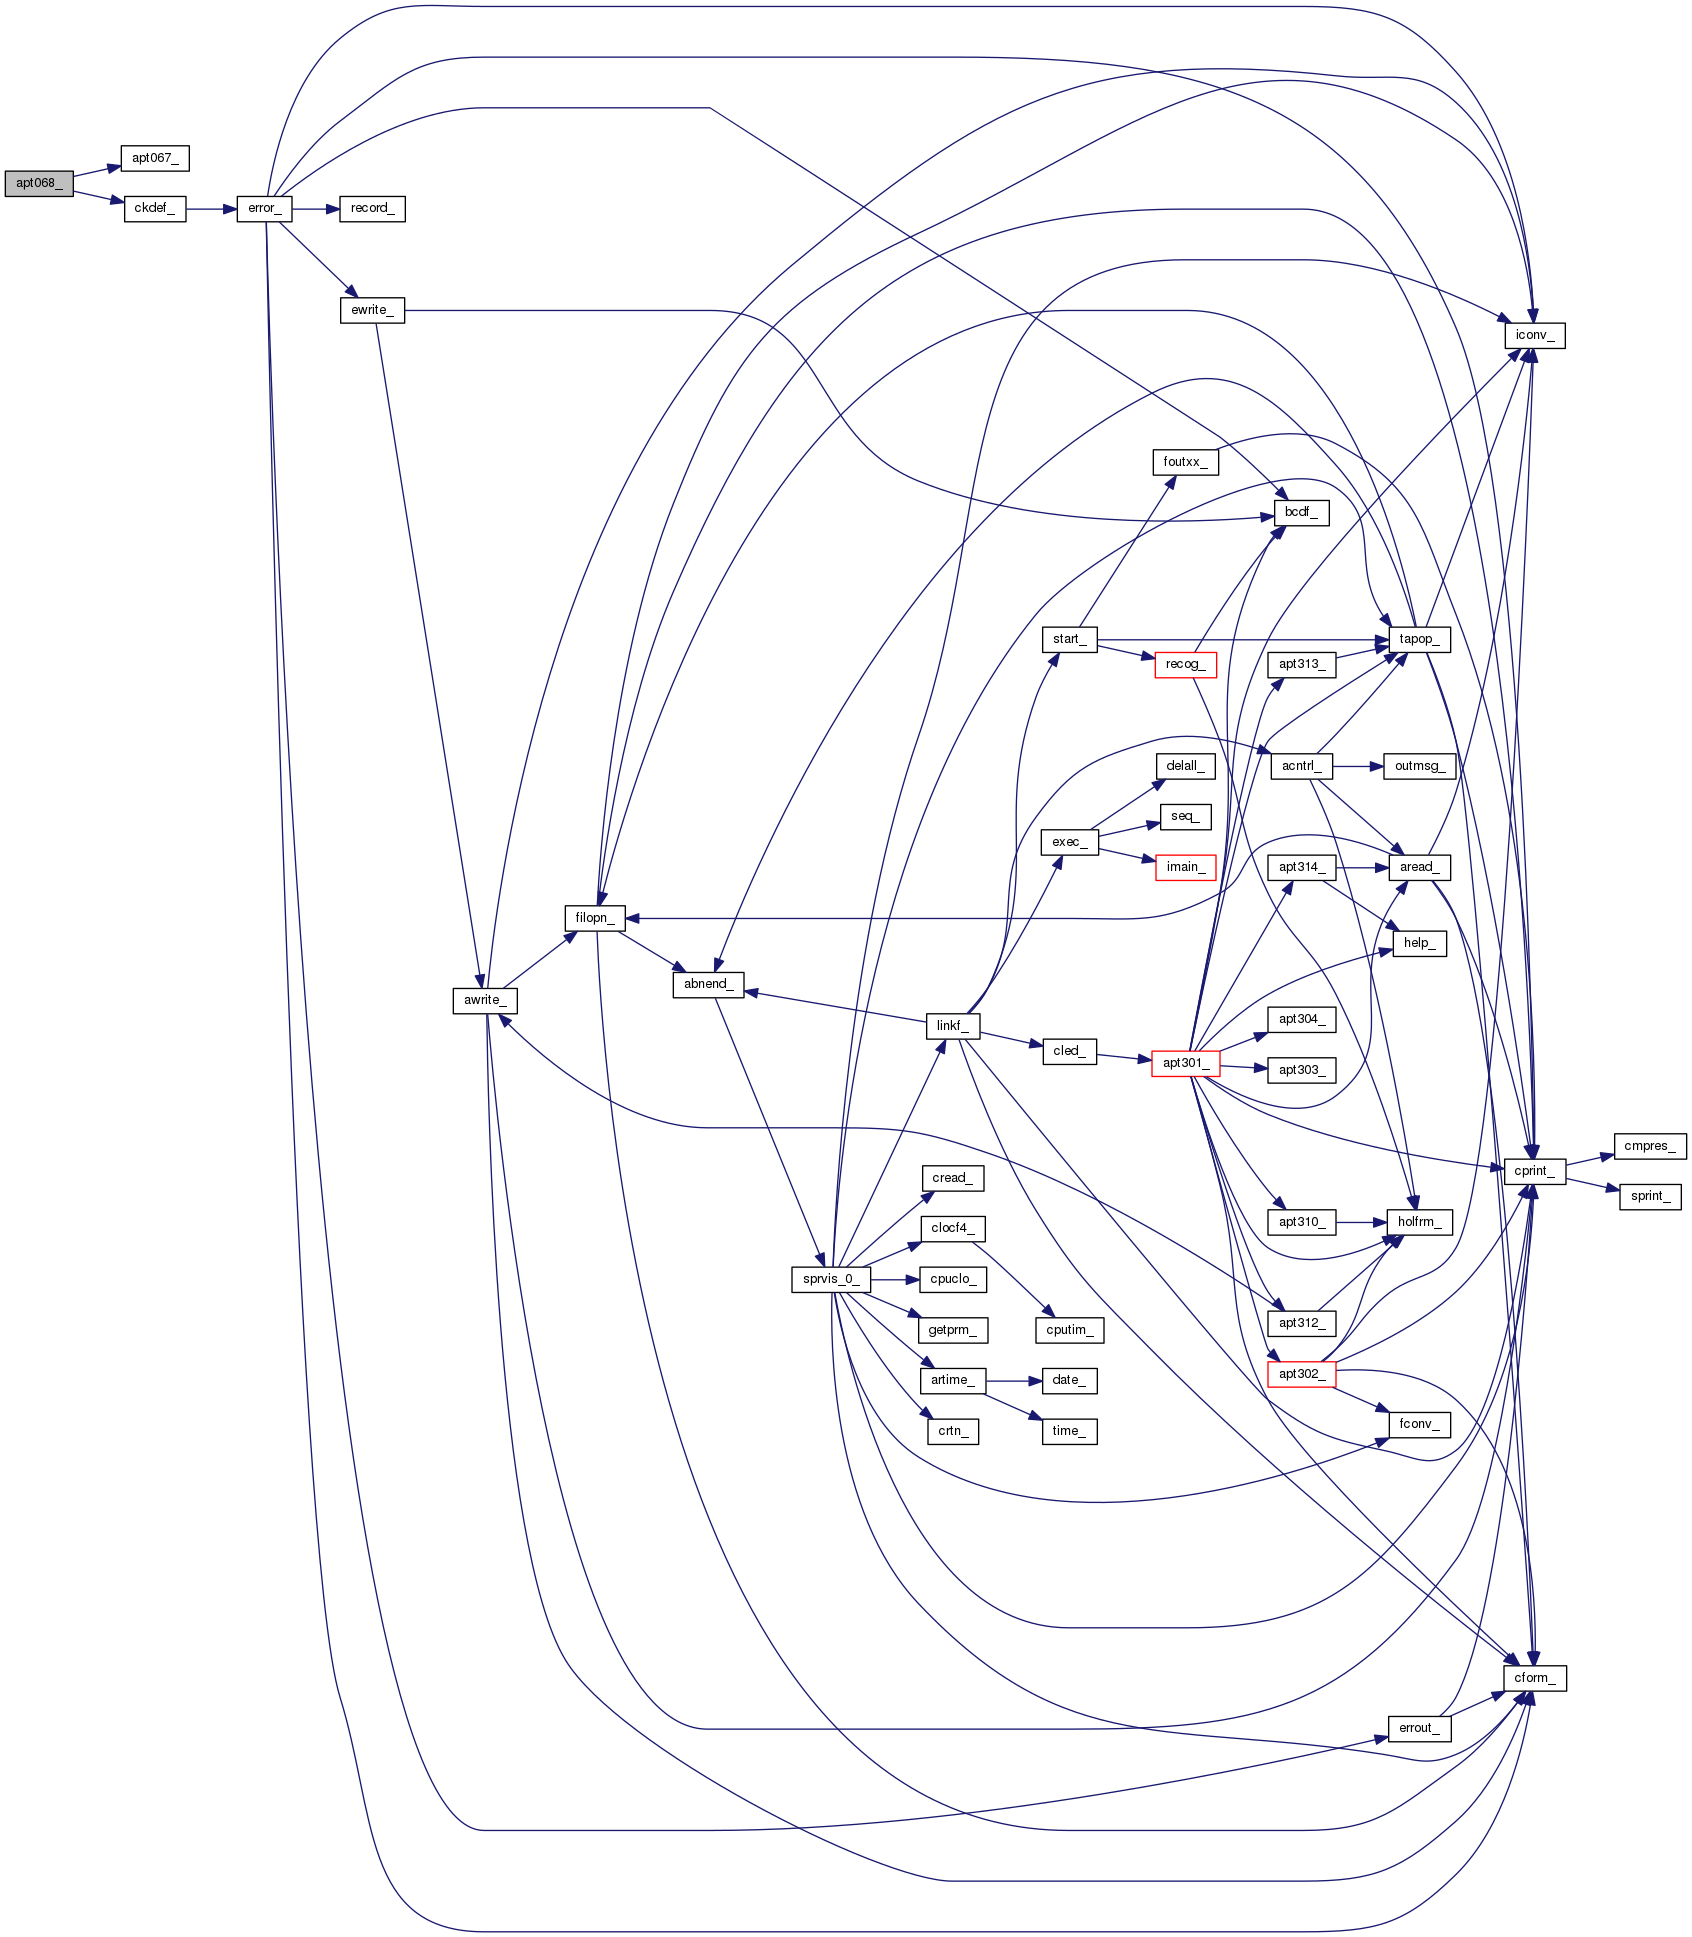 apt068_
apt067_
ckdef_
error_
record_
ewrite_
iconv_
foutxx_
bcdf_
start_
recog_
apt313_
tapop_
delall_
acntrl_
outmsg_
seq_
exec_
imain_
apt314_
aread_
filopn_
help_
abnend_
awrite_
linkf_
cled_
apt301_
apt304_
apt303_
cprint_
cmpres_
sprint_
cread_
clocf4_
apt310_
holfrm_
sprvis_0_
cpuclo_
getprm_
cputim_
apt312_
artime_
date_
apt302_
crtn_
time_
fconv_
cform_
errout_